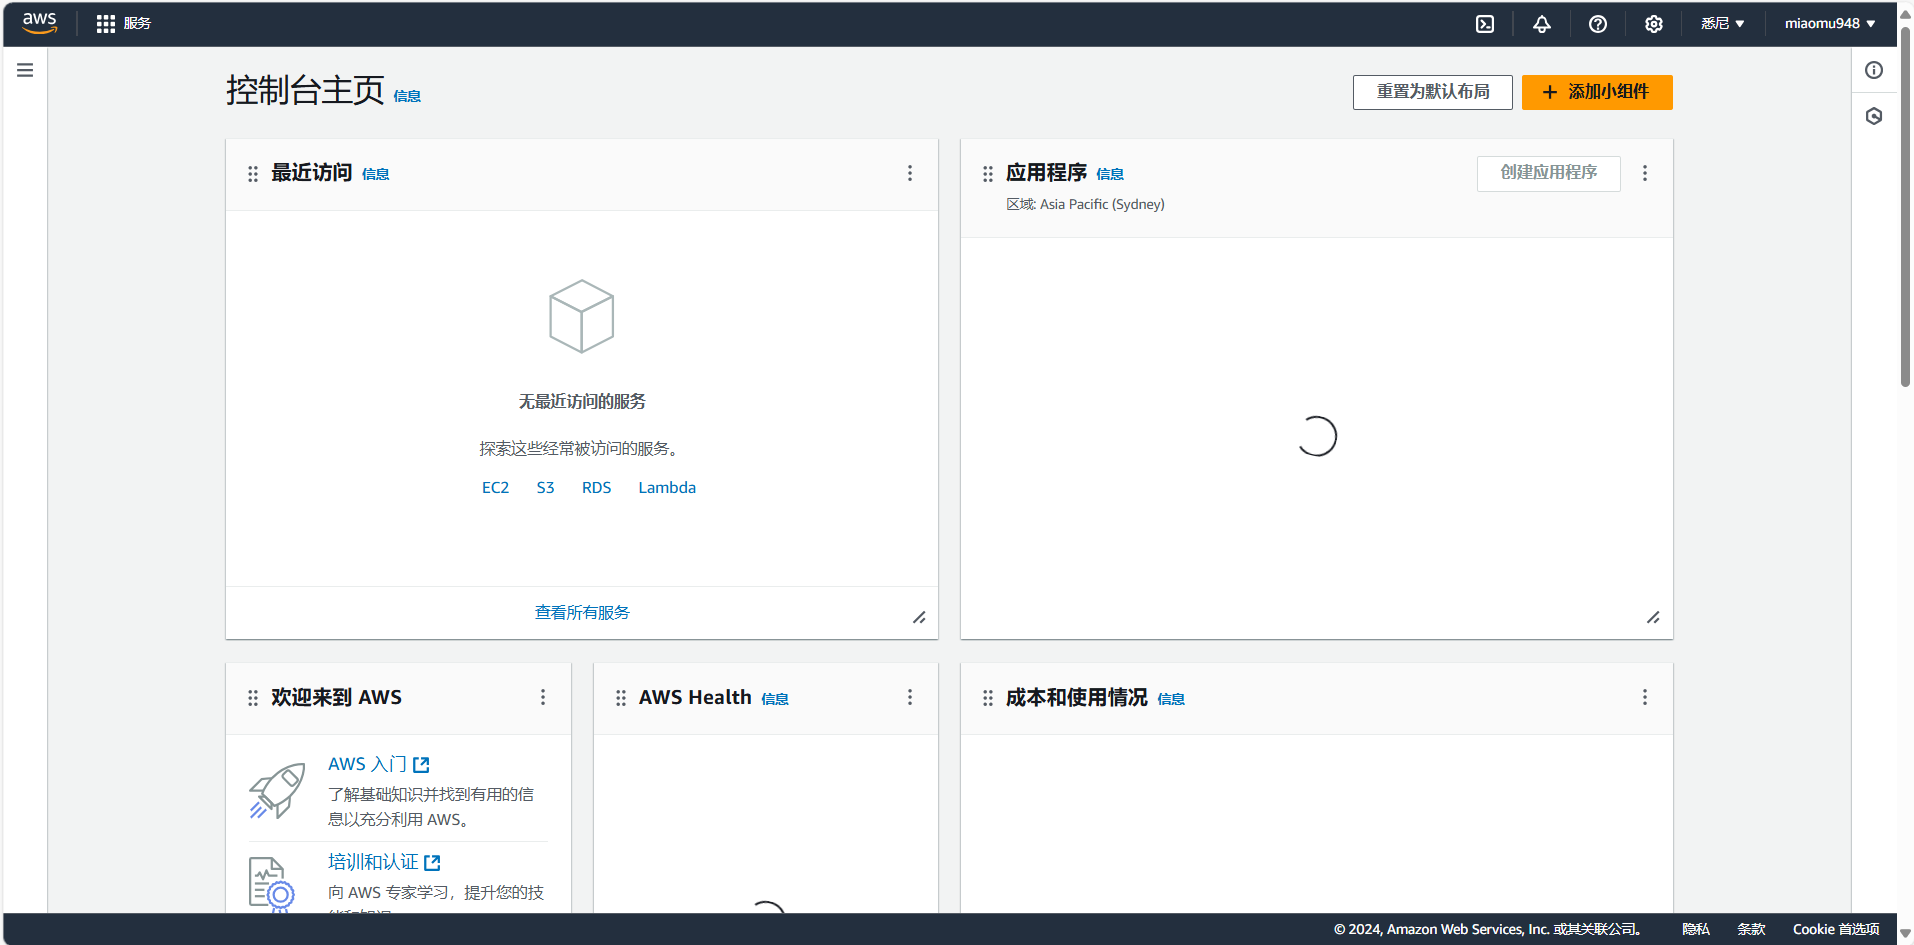 aws
服务
悉尼
miaomu948
控制台主页 信息
重置为默认布局
添加小组件
最近访问 信息
无最近访问的服务
探索这些经常被访问的服务。
EC2 S3 RDS Lambda
查看所有服务
应用程序 信息
创建应用程序
区域: Asia Pacific (Sydney)
欢迎来到 AWS
AWS 入门
了解基础知识并找到有用的信
息以充分利用 AWS。
培训和认证
向 AWS 专家学习，提升您的技
AWS Health 信息
成本和使用情况 信息
© 2024, Amazon Web Services, Inc. 或其关联公司。 隐私 条款 Cookie 首选项